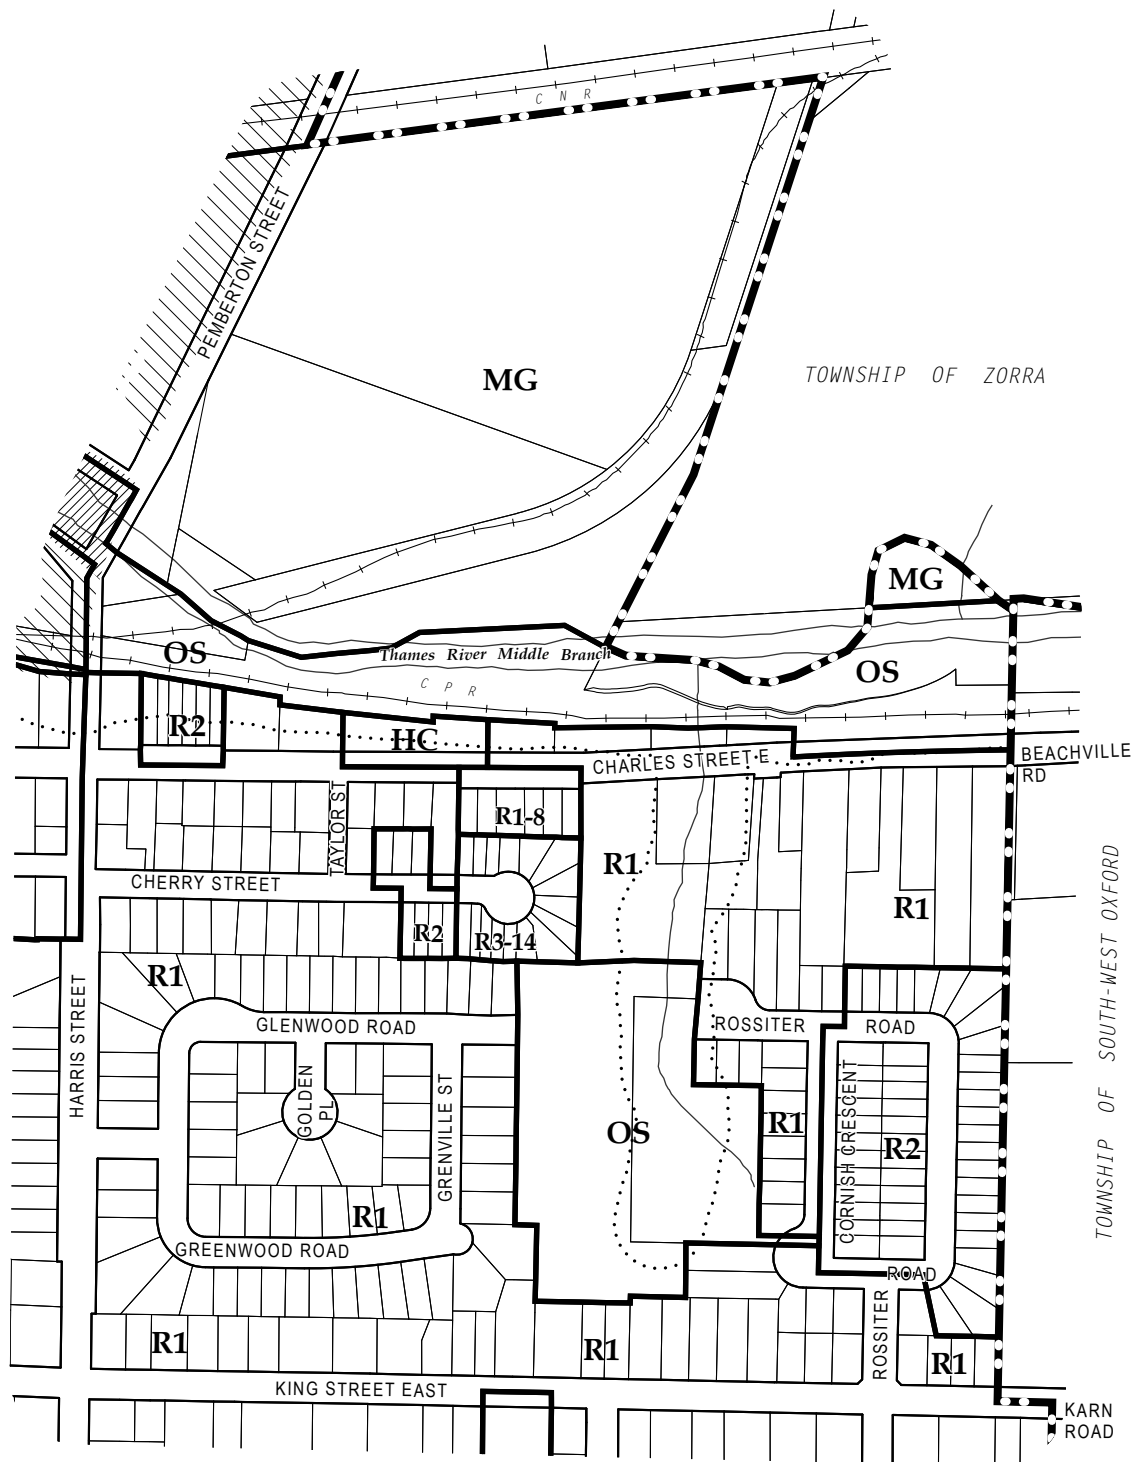 C N R
PEMBERTON STREET
MG
TOWNSHIP OF ZORRA
MG
OS
Thames River Middle Branch
OS
C P R
R2
HC
CHARLES STREET E
BEACHVILLE
RD
TAYLOR ST
R1-8
R1
CHERRY STREET
R1
R2
R3-14
TOWNSHIP OF SOUTH-WEST OXFORD
R1
HARRIS STREET
GLENWOOD ROAD
ROSSITER
ROAD
GOLDEN
PL
GRENVILLE ST
OS
R1
CORNISH CRESCENT
R2
R1
GREENWOOD ROAD
ROAD
ROSSITER
R1
R1
R1
KING STREET EAST
KARN
ROAD